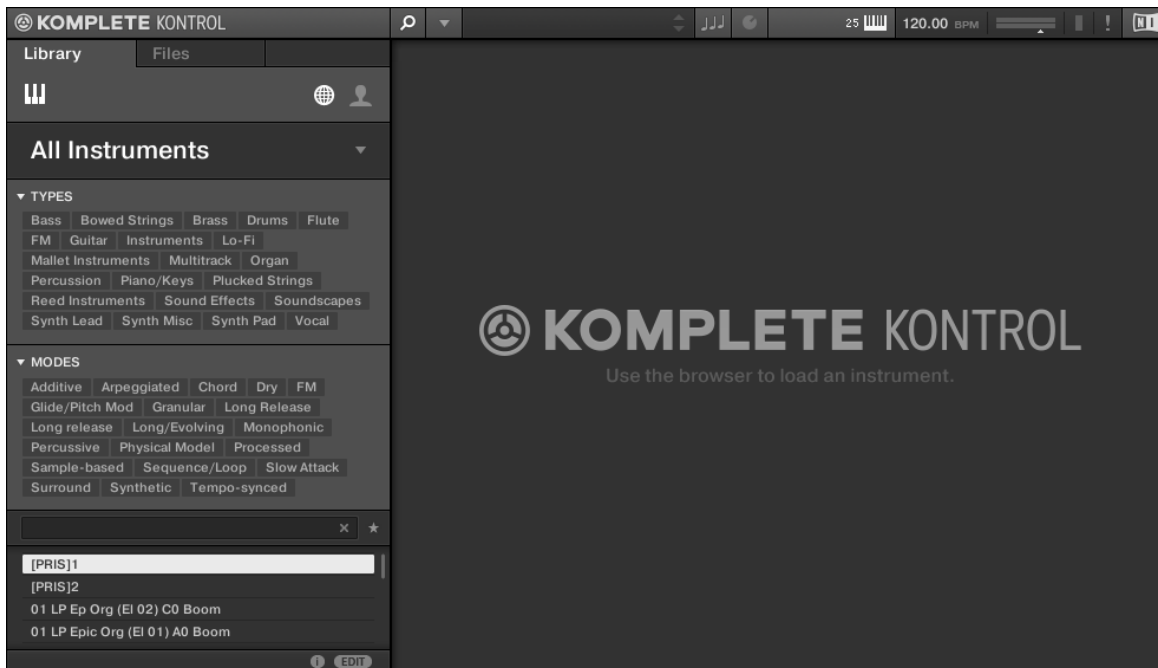 KOMPLETE KONTROL
25
120.00 BPM
!
NI
Library Files
All Instruments
TYPES
Bass Bowed Strings Brass Drums Flute
FM Guitar Instruments Lo-Fi
Mallet Instruments Multitrack Organ
Percussion Piano/Keys Plucked Strings
Reed Instruments Sound Effects Soundscapes
Synth Lead Synth Misc Synth Pad Vocal
MODES
Additive Arpeggiated Chord Dry FM
Glide/Pitch Mod Granular Long Release
Long release Long/Evolving Monophonic
Percussive Physical Model Processed
Sample-based Sequence/Loop Slow Attack
Surround Synthetic Tempo-synced
[PRIS]1
[PRIS]2
01 LP Ep Org (El 02) C0 Boom
01 LP Epic Org (El 01) A0 Boom
EDIT
KOMPLETE KONTROL
Use the browser to load an instrument.